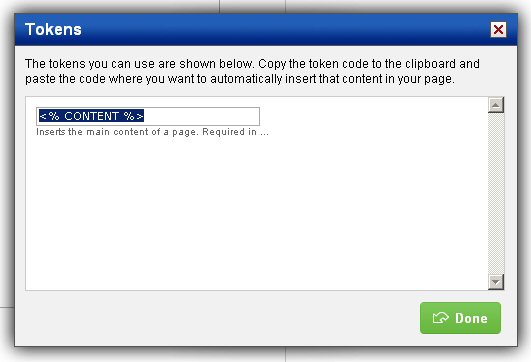 Tokens
The tokens you can use are shown below. Copy the token code to the clipboard and
paste the code where you want to automatically insert that content in your page.
<% CONTENT %>
Inserts the main content of a page. Required in ...
Done